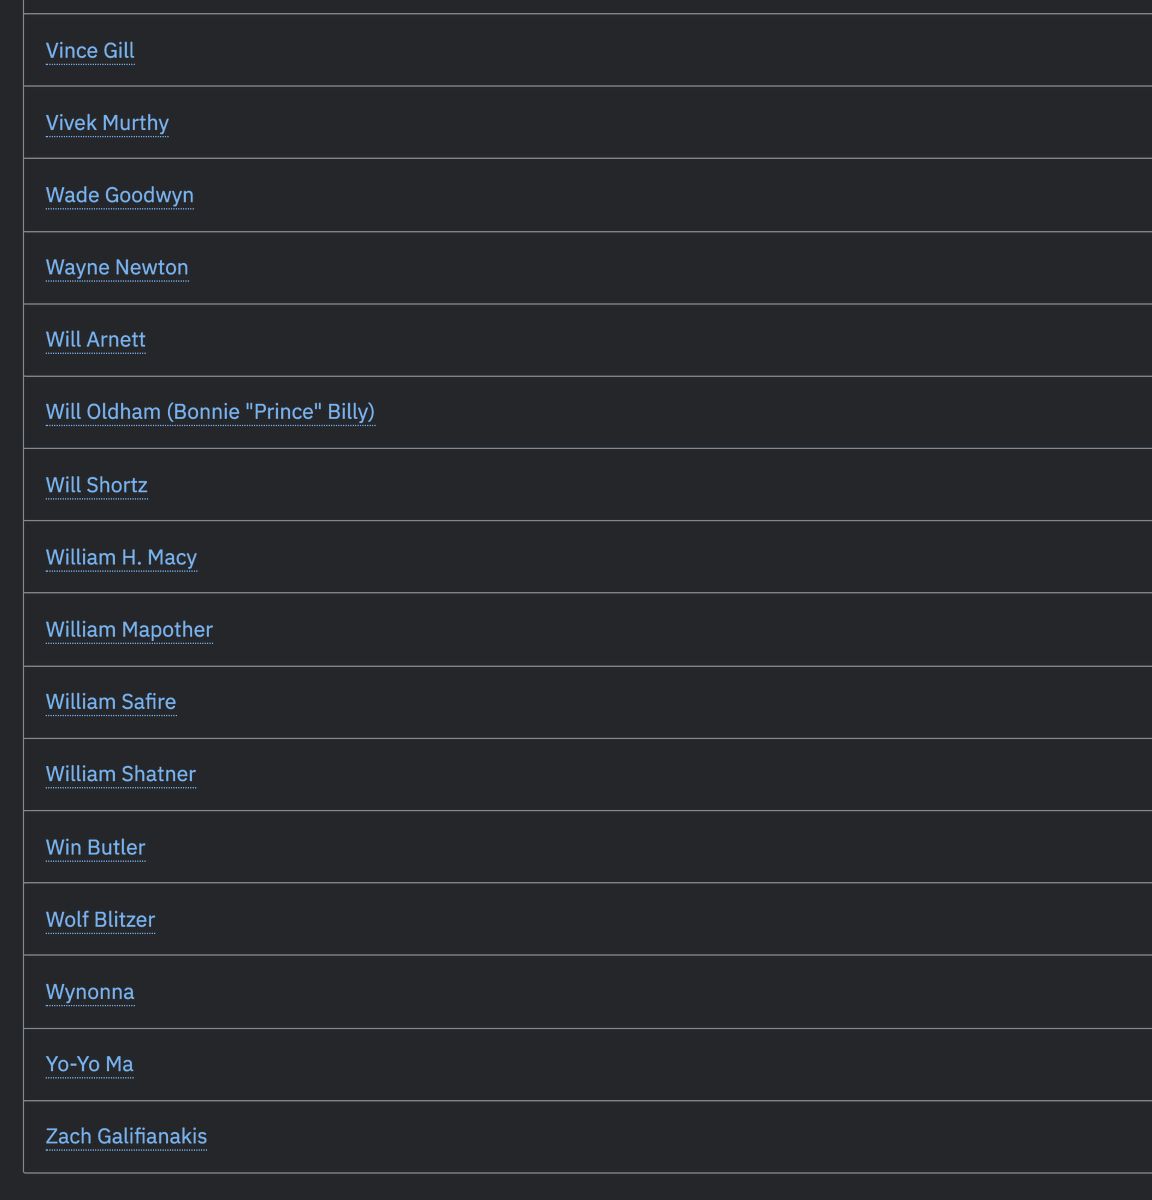 Vince Gill
Vivek Murthy
Wade Goodwyn
Wayne Newton
Will Arnett
Will Oldham (Bonnie "Prince" Billy)
Will Shortz
William H. Macy
William Mapother
William Safire
William Shatner
Win Butler
Wolf Blitzer
Wynonna
Yo-Yo Ma
Zach Galifianakis